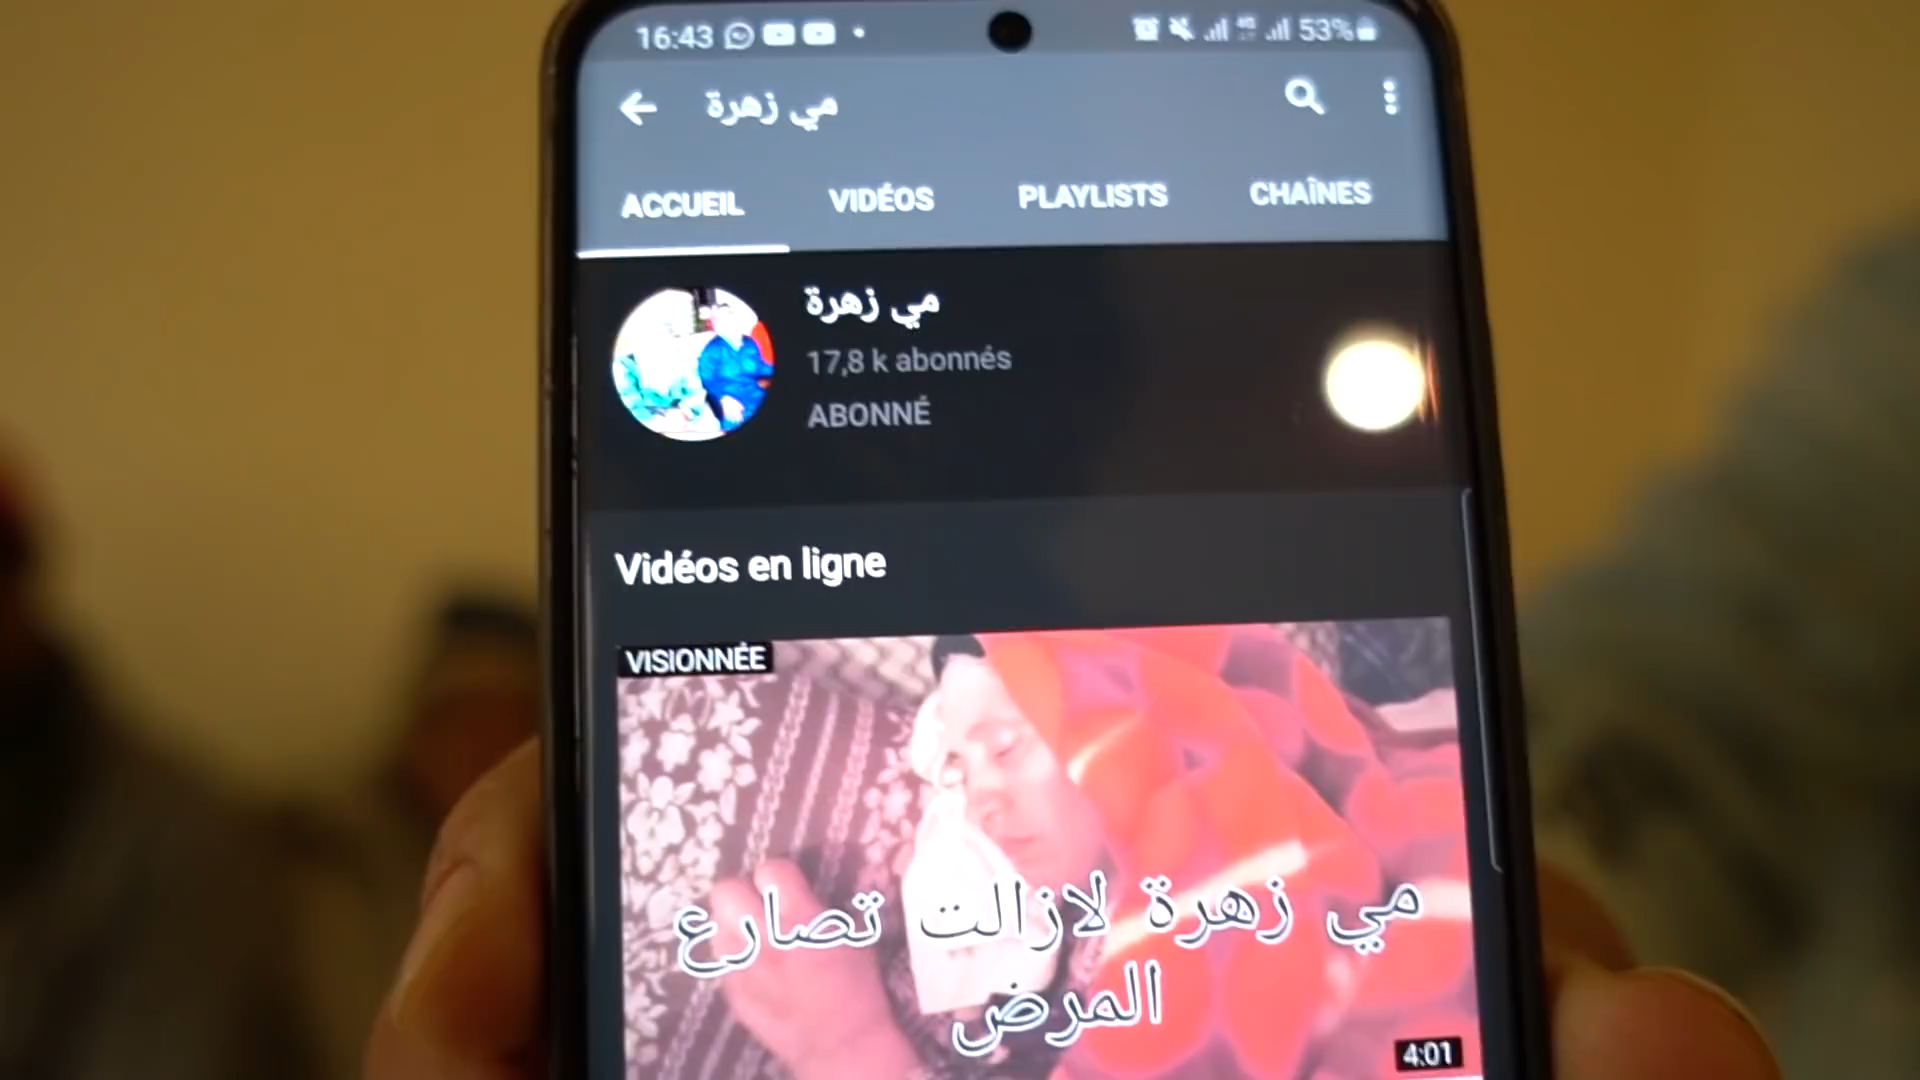 16:43 53%
مي زهرة
ACCUEIL VIDÉOS PLAYLISTS CHAÎNES
مي زهرة
17,8 k abonnés
ABONNÉ
Vidéos en ligne
VISIONNÉE
مي زهرة لازالت تصارع
المرض
4:01